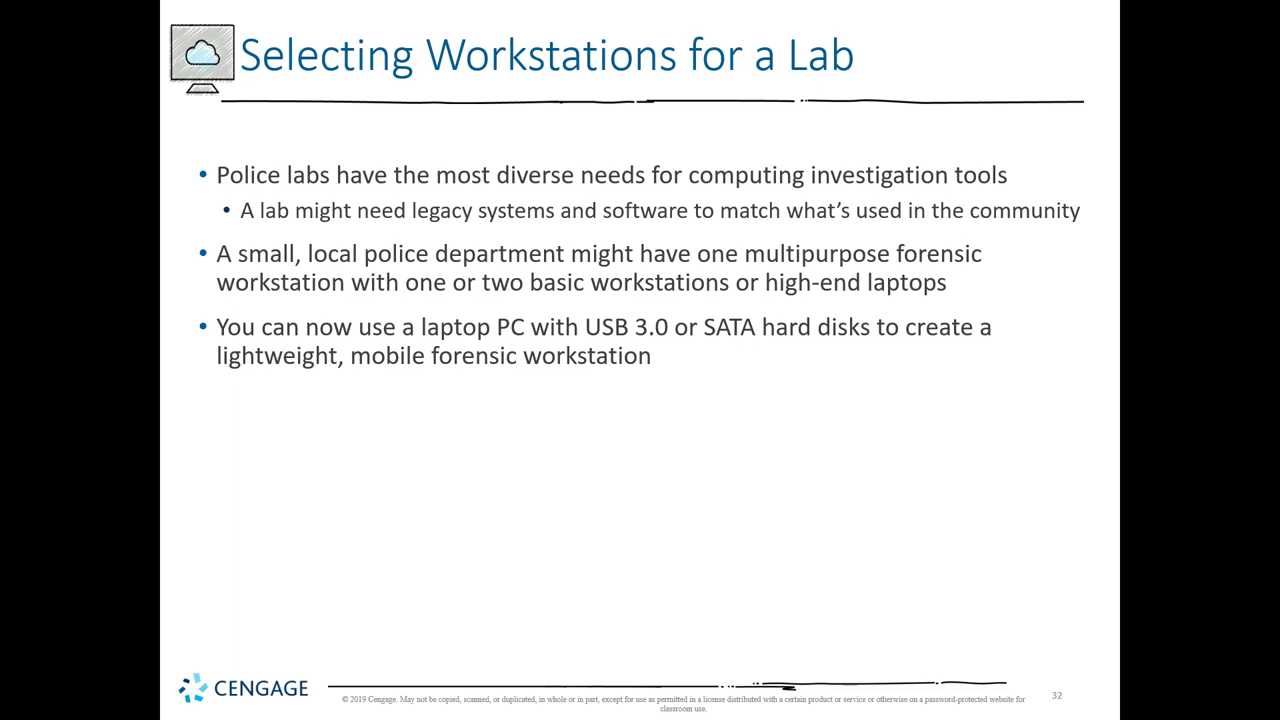 Selecting Workstations for a Lab
• Police labs have the most diverse needs for computing investigation tools
• A lab might need legacy systems and software to match what’s used in the community
• A small, local police department might have one multipurpose forensic
workstation with one or two basic workstations or high-end laptops
• You can now use a laptop PC with USB 3.0 or SATA hard disks to create a
lightweight, mobile forensic workstation
CENGAGE
© 2019 Cengage. May not be copied, scanned, or duplicated, in whole or in part, except for use as permitted in a license distributed with a certain product or service or otherwise on a password-protected website for
classroom use.
32